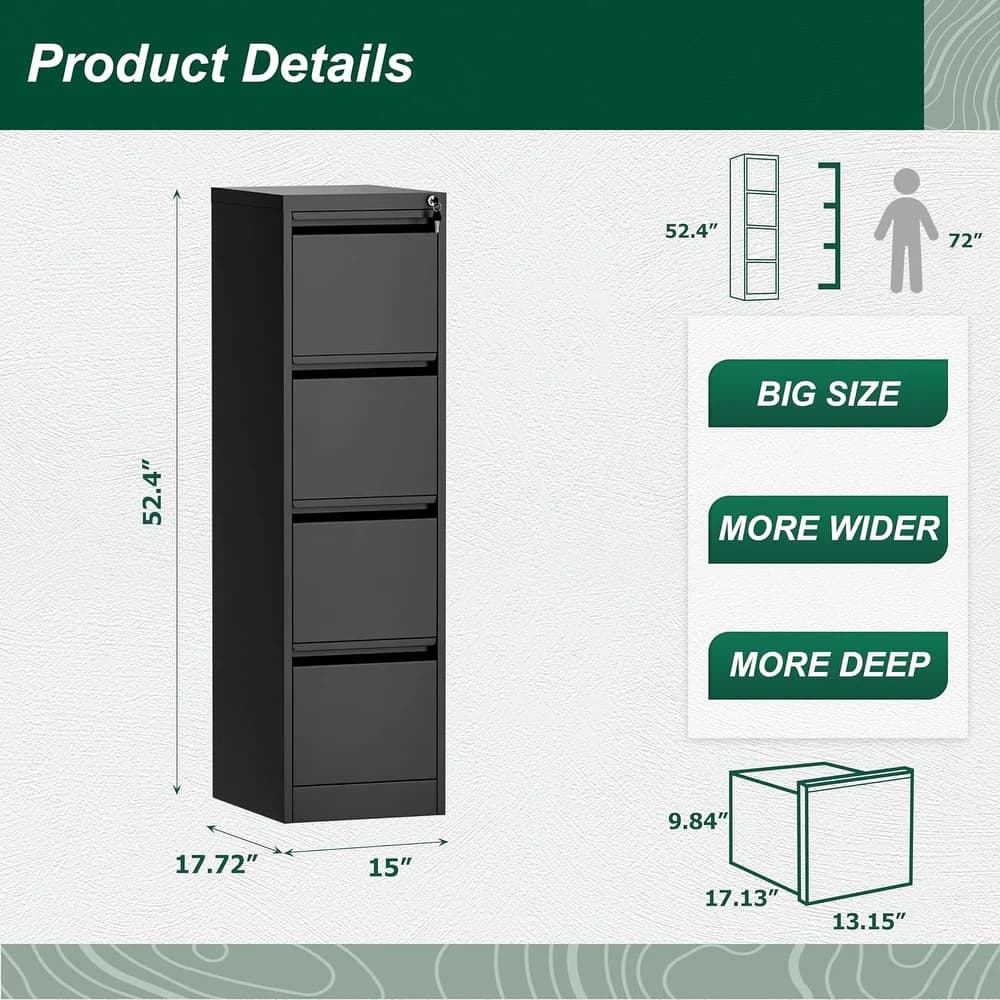 Product Details
52.4”
72”
BIG SIZE
MORE WIDER
MORE DEEP
52.4”
17.72”
15”
9.84”
17.13”
13.15”